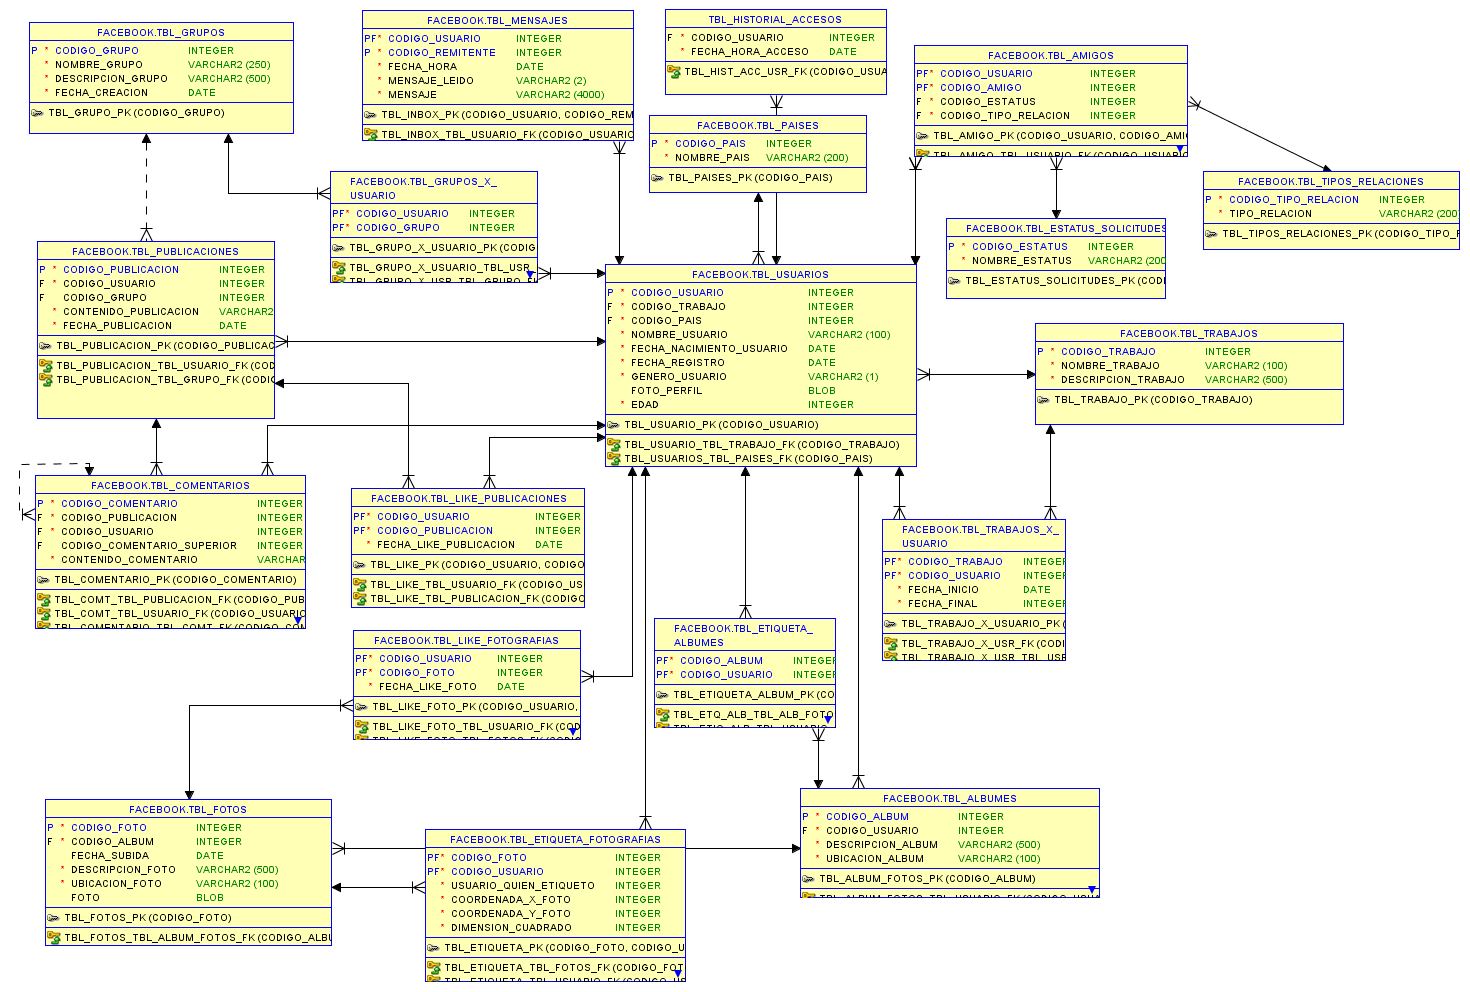 FACEBOOK.TBL_GRUPOS
P * CODIGO_GRUPO INTEGER
* NOMBRE_GRUPO VARCHAR2 (250)
* DESCRIPCION_GRUPO VARCHAR2 (500)
* FECHA_CREACION DATE
TBL_GRUPO_PK (CODIGO_GRUPO)
FACEBOOK.TBL_MENSAJES
PF* CODIGO_USUARIO INTEGER
P * CODIGO_REMITENTE INTEGER
* FECHA_HORA DATE
* MENSAJE_LEIDO VARCHAR2 (2)
* MENSAJE VARCHAR2 (4000)
TBL_INBOX_PK (CODIGO_USUARIO, CODIGO_REM
TBL_INBOX_TBL_USUARIO_FK (CODIGO_USUARIO
TBL_HISTORIAL_ACCESOS
F * CODIGO_USUARIO INTEGER
* FECHA_HORA_ACCESO DATE
TBL_HIST_ACC_USR_FK (CODIGO_USUA
FACEBOOK.TBL_AMIGOS
PF* CODIGO_USUARIO INTEGER
PF* CODIGO_AMIGO INTEGER
F * CODIGO_ESTATUS INTEGER
F * CODIGO_TIPO_RELACION INTEGER
TBL_AMIGO_PK (CODIGO_USUARIO, CODIGO_AMI
TBL_AMIGO_TBL_USUARIO_FK (CODIGO_USUARIO
FACEBOOK.TBL_PAISES
P * CODIGO_PAIS INTEGER
* NOMBRE_PAIS VARCHAR2 (200)
TBL_PAISES_PK (CODIGO_PAIS)
FACEBOOK.TBL_GRUPOS_X_
USUARIO
PF* CODIGO_USUARIO INTEGER
PF* CODIGO_GRUPO INTEGER
TBL_GRUPO_X_USUARIO_PK (CODIG
TBL_GRUPO_X_USUARIO_TBL_USR_
TBL_GRUPO_X_USR_TBL_GRUPO_F
FACEBOOK.TBL_TIPOS_RELACIONES
P * CODIGO_TIPO_RELACION INTEGER
* TIPO_RELACION VARCHAR2 (200
TBL_TIPOS_RELACIONES_PK (CODIGO_TIPO_F
FACEBOOK.TBL_ESTATUS_SOLICITUDES
P * CODIGO_ESTATUS INTEGER
* NOMBRE_ESTATUS VARCHAR2 (200
TBL_ESTATUS_SOLICITUDES_PK (CODI
FACEBOOK.TBL_PUBLICACIONES
P * CODIGO_PUBLICACION INTEGER
F * CODIGO_USUARIO INTEGER
F CODIGO_GRUPO INTEGER
* CONTENIDO_PUBLICACION VARCHAR2
* FECHA_PUBLICACION DATE
TBL_PUBLICACION_PK (CODIGO_PUBLICAC
TBL_PUBLICACION_TBL_USUARIO_FK (COD
TBL_PUBLICACION_TBL_GRUPO_FK (CODIG
FACEBOOK.TBL_USUARIOS
P * CODIGO_USUARIO INTEGER
F * CODIGO_TRABAJO INTEGER
F * CODIGO_PAIS INTEGER
* NOMBRE_USUARIO VARCHAR2 (100)
* FECHA_NACIMIENTO_USUARIO DATE
* FECHA_REGISTRO DATE
* GENERO_USUARIO VARCHAR2 (1)
FOTO_PERFIL BLOB
* EDAD INTEGER
TBL_USUARIO_PK (CODIGO_USUARIO)
TBL_USUARIO_TBL_TRABAJO_FK (CODIGO_TRABAJO)
TBL_USUARIOS_TBL_PAISES_FK (CODIGO_PAIS)
FACEBOOK.TBL_TRABAJOS
P * CODIGO_TRABAJO INTEGER
* NOMBRE_TRABAJO VARCHAR2 (100)
* DESCRIPCION_TRABAJO VARCHAR2 (500)
TBL_TRABAJO_PK (CODIGO_TRABAJO)
FACEBOOK.TBL_COMENTARIOS
P * CODIGO_COMENTARIO INTEGER
F * CODIGO_PUBLICACION INTEGER
F * CODIGO_USUARIO INTEGER
F CODIGO_COMENTARIO_SUPERIOR INTEGER
* CONTENIDO_COMENTARIO VARCHAR
TBL_COMENTARIO_PK (CODIGO_COMENTARIO)
TBL_COMT_TBL_PUBLICACION_FK (CODIGO_PUB
TBL_COMT_TBL_USUARIO_FK (CODIGO_USUARIO
TBL_COMENTARIO_TBL_COMT_FK (CODIGO_COM
FACEBOOK.TBL_LIKE_PUBLICACIONES
PF* CODIGO_USUARIO INTEGER
PF* CODIGO_PUBLICACION INTEGER
* FECHA_LIKE_PUBLICACION DATE
TBL_LIKE_PK (CODIGO_USUARIO, CODIGO
TBL_LIKE_TBL_USUARIO_FK (CODIGO_US
TBL_LIKE_TBL_PUBLICACION_FK (CODIGO
FACEBOOK.TBL_TRABAJOS_X_
USUARIO
PF* CODIGO_TRABAJO INTEGER
PF* CODIGO_USUARIO INTEGER
* FECHA_INICIO DATE
* FECHA_FINAL INTEGER
TBL_TRABAJO_X_USUARIO_PK (
TBL_TRABAJO_X_USR_FK (CODI
TBL_TRABAJO_X_USR_TBL_USR
FACEBOOK.TBL_LIKE_FOTOGRAFIAS
PF* CODIGO_USUARIO INTEGER
PF* CODIGO_FOTO INTEGER
* FECHA_LIKE_FOTO DATE
TBL_LIKE_FOTO_PK (CODIGO_USUARIO,
TBL_LIKE_FOTO_TBL_USUARIO_FK (COD
TBL_LIKE_FOTO_TBL_FOTOS_FK (CODIG
FACEBOOK.TBL_ETIQUETA_
ALBUMES
PF* CODIGO_ALBUM INTEGER
PF* CODIGO_USUARIO INTEGER
TBL_ETIQUETA_ALBUM_PK (CO
TBL_ETQ_ALB_TBL_ALB_FOTO
TBL_ETIQ_ALB_TBL_USUARIO
FACEBOOK.TBL_FOTOS
P * CODIGO_FOTO INTEGER
F * CODIGO_ALBUM INTEGER
FECHA_SUBIDA DATE
* DESCRIPCION_FOTO VARCHAR2 (500)
* UBICACION_FOTO VARCHAR2 (100)
FOTO BLOB
TBL_FOTOS_PK (CODIGO_FOTO)
TBL_FOTOS_TBL_ALBUM_FOTOS_FK (CODIGO_ALBU
FACEBOOK.TBL_ETIQUETA_FOTOGRAFIAS
PF* CODIGO_FOTO INTEGER
PF* CODIGO_USUARIO INTEGER
* USUARIO_QUIEN_ETIQUETO INTEGER
* COORDENADA_X_FOTO INTEGER
* COORDENADA_Y_FOTO INTEGER
* DIMENSION_CUADRADO INTEGER
TBL_ETIQUETA_PK (CODIGO_FOTO, CODIGO_U
TBL_ETIQUETA_TBL_FOTOS_FK (CODIGO_FOT
TBL_ETIQUETA_TBL_USUARIO_FK (CODIGO_US
FACEBOOK.TBL_ALBUMES
P * CODIGO_ALBUM INTEGER
F * CODIGO_USUARIO INTEGER
* DESCRIPCION_ALBUM VARCHAR2 (500)
* UBICACION_ALBUM VARCHAR2 (100)
TBL_ALBUM_FOTOS_PK (CODIGO_ALBUM)
TBL_ALBUM_FOTOS_TBL_USUARIO_FK (CODIGO_USUA